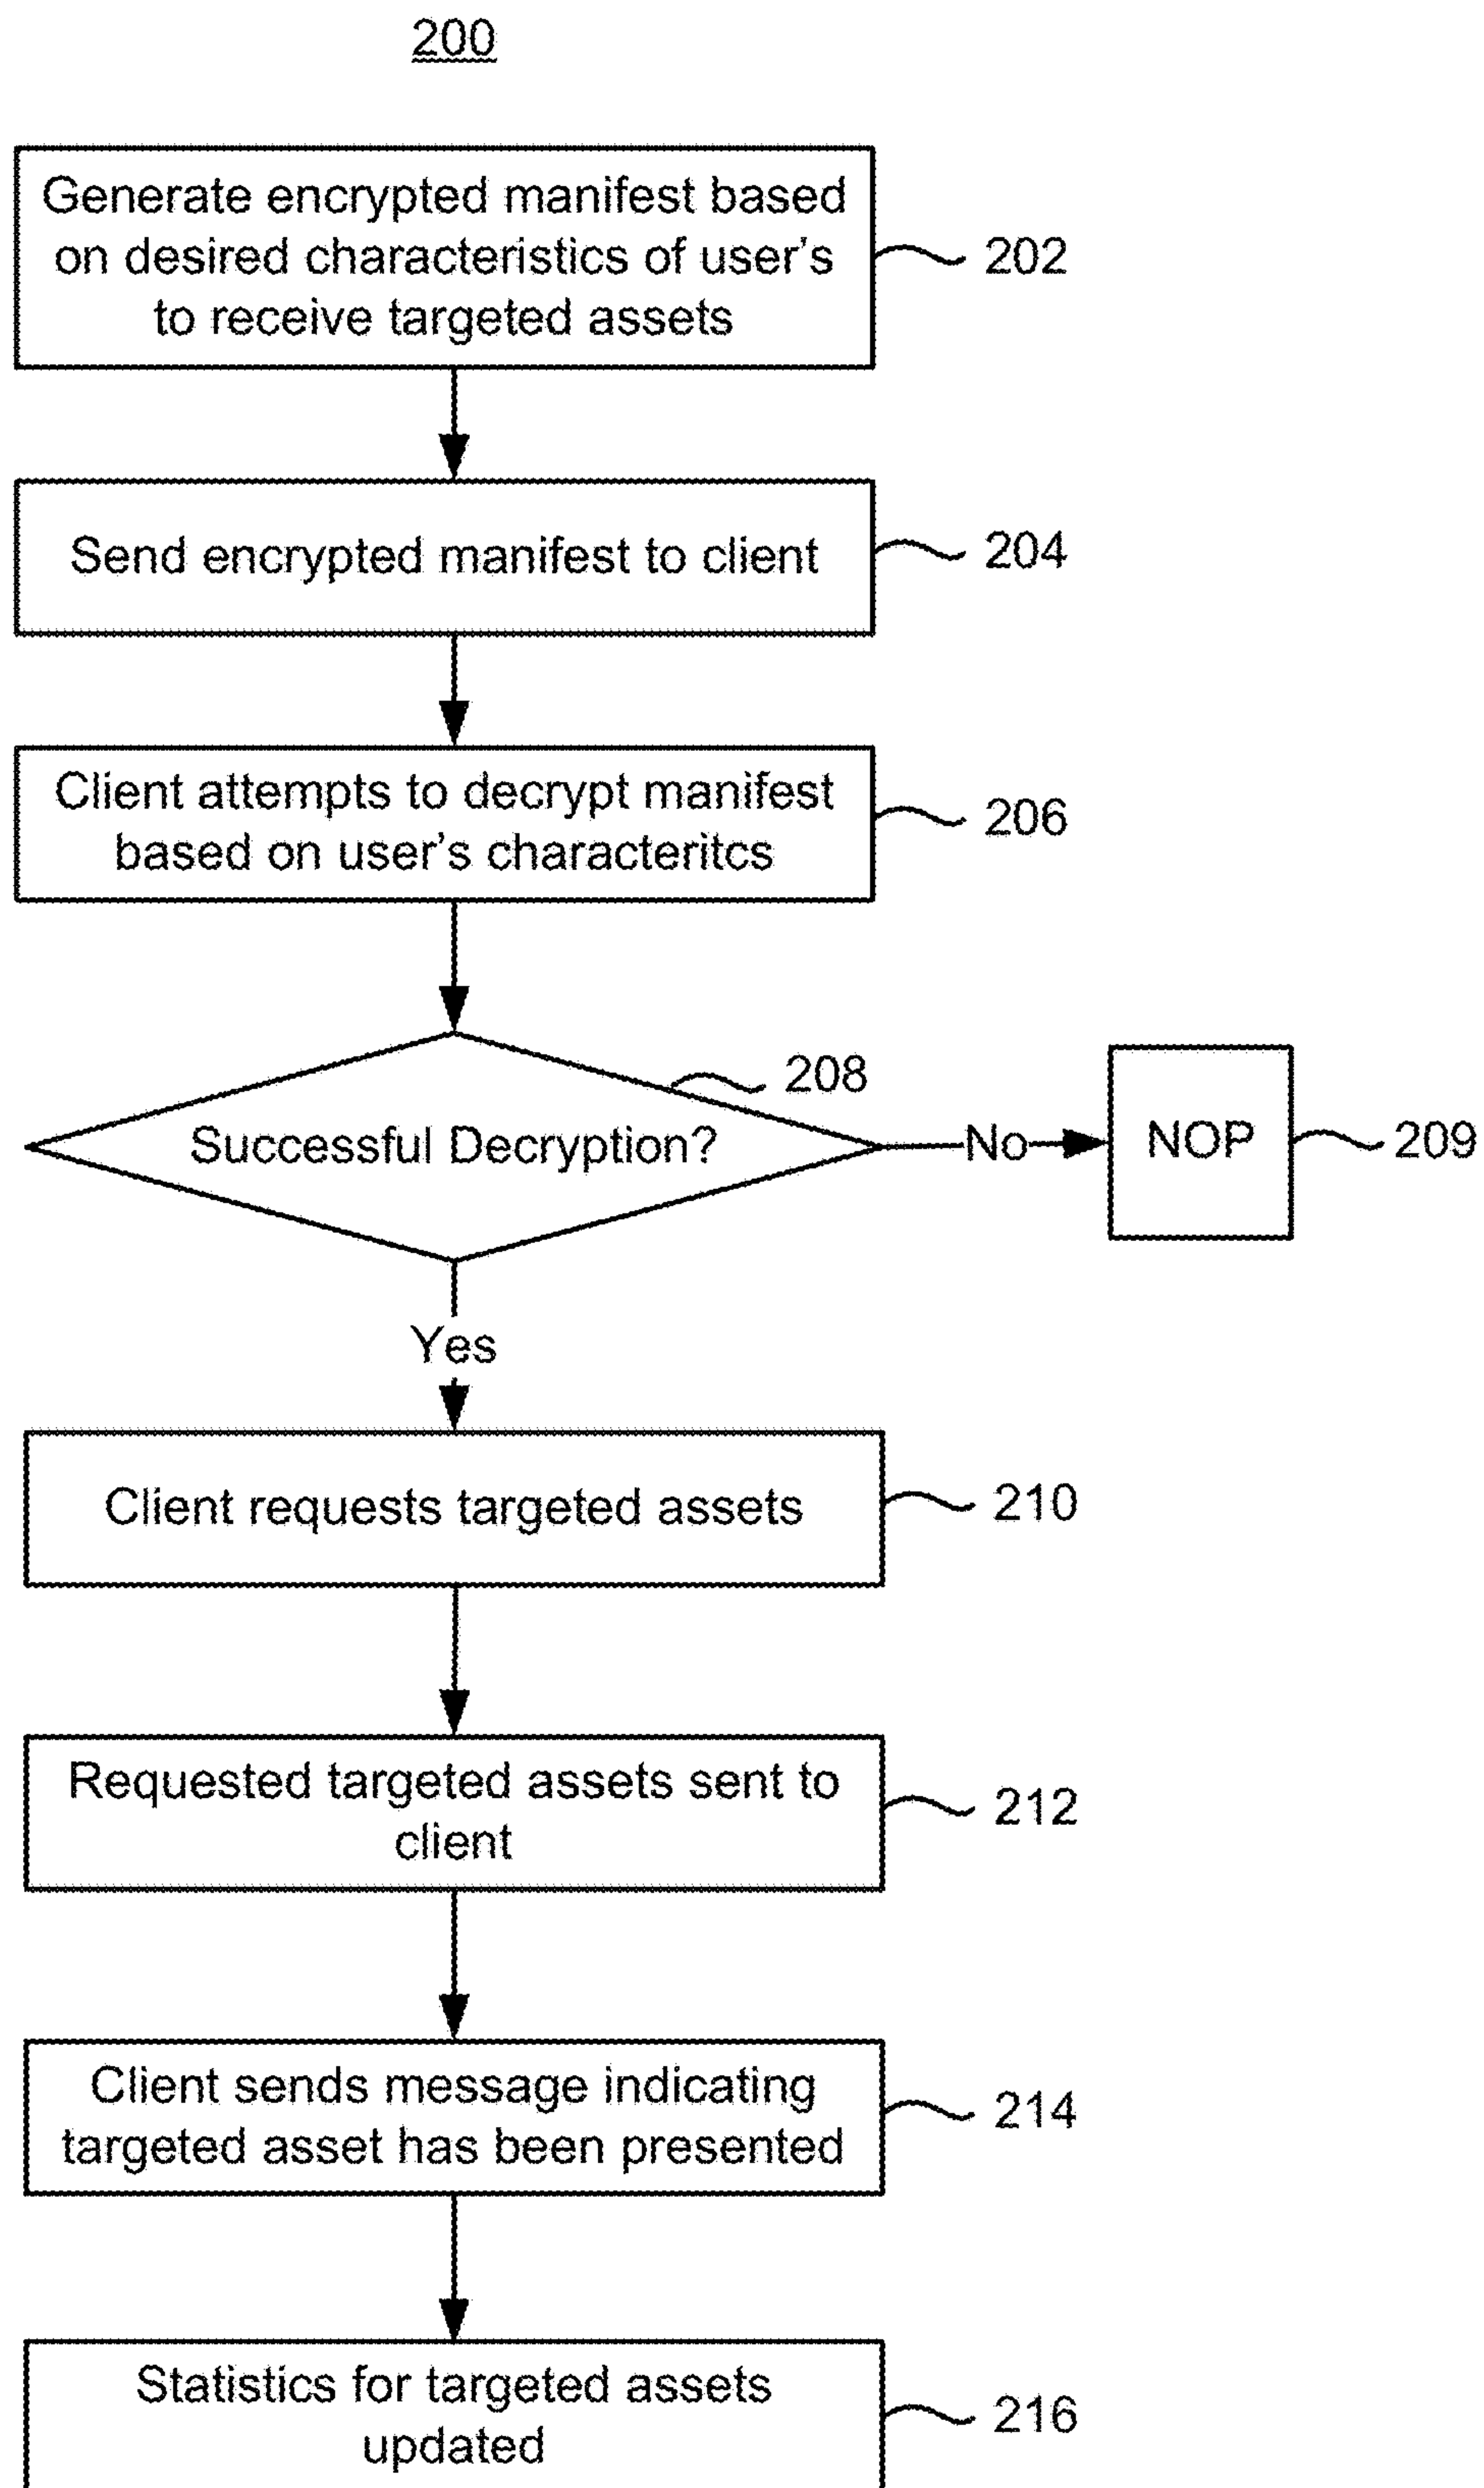 200
Generate encrypted manifest based
on desired characteristics of user's
to receive targeted assets
202
Send encrypted manifest to client
204
Client attempts to decrypt manifest
based on user's characteritcs
206
208
Successful Decryption?
No
NOP
209
Yes
Client requests targeted assets
210
Requested targeted assets sent to
client
212
Client sends message indicating
targeted asset has been presented
214
Statistics for targeted assets
updated
216